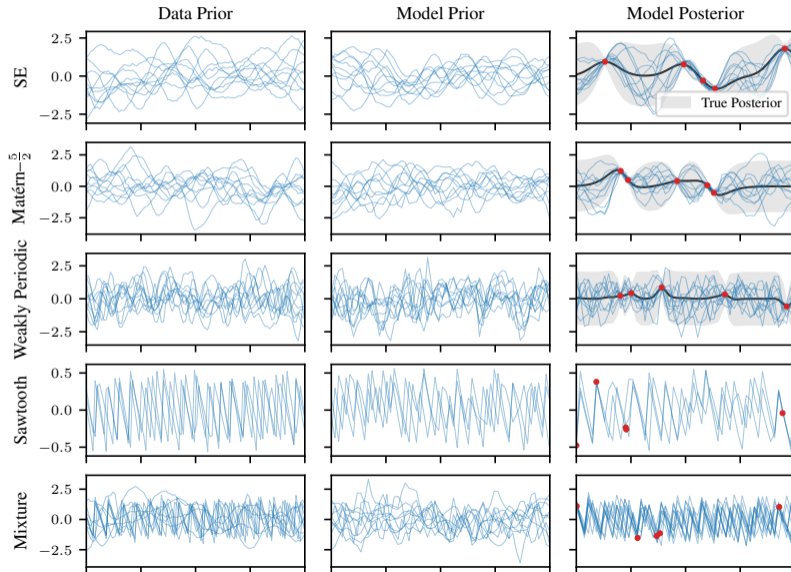 Data Prior Model Prior Model Posterior
SE
2.5
0.0
−2.5
True Posterior
Matérn−5/2
2.5
0.0
−2.5
Weakly Periodic
2.5
0.0
−2.5
Sawtooth
0.5
0.0
−0.5
Mixture
2.5
0.0
−2.5